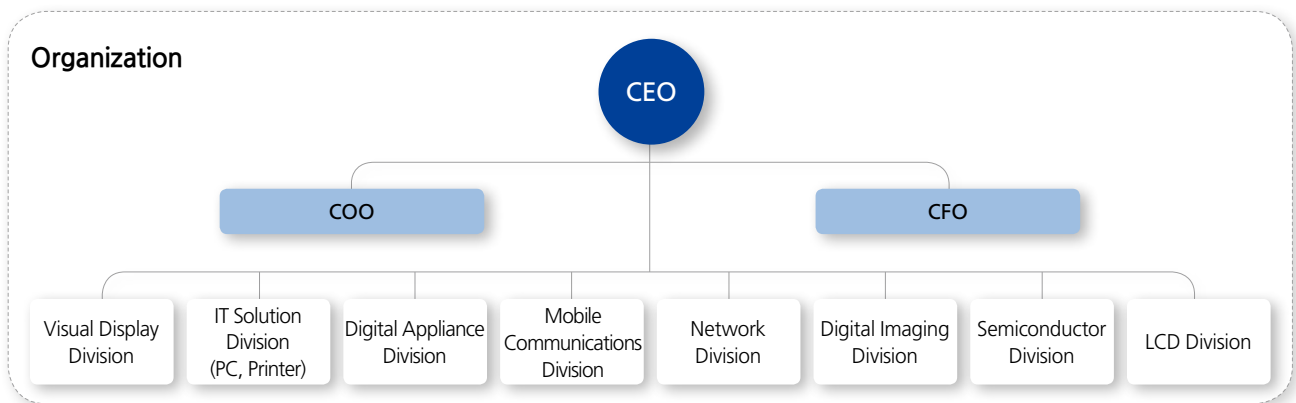 Organization
CEO
COO
CFO
Visual Display
Division
IT Solution
Division
(PC, Printer)
Digital Appliance
Division
Mobile
Communications
Division
Network
Division
Digital Imaging
Division
Semiconductor
Division
LCD Division